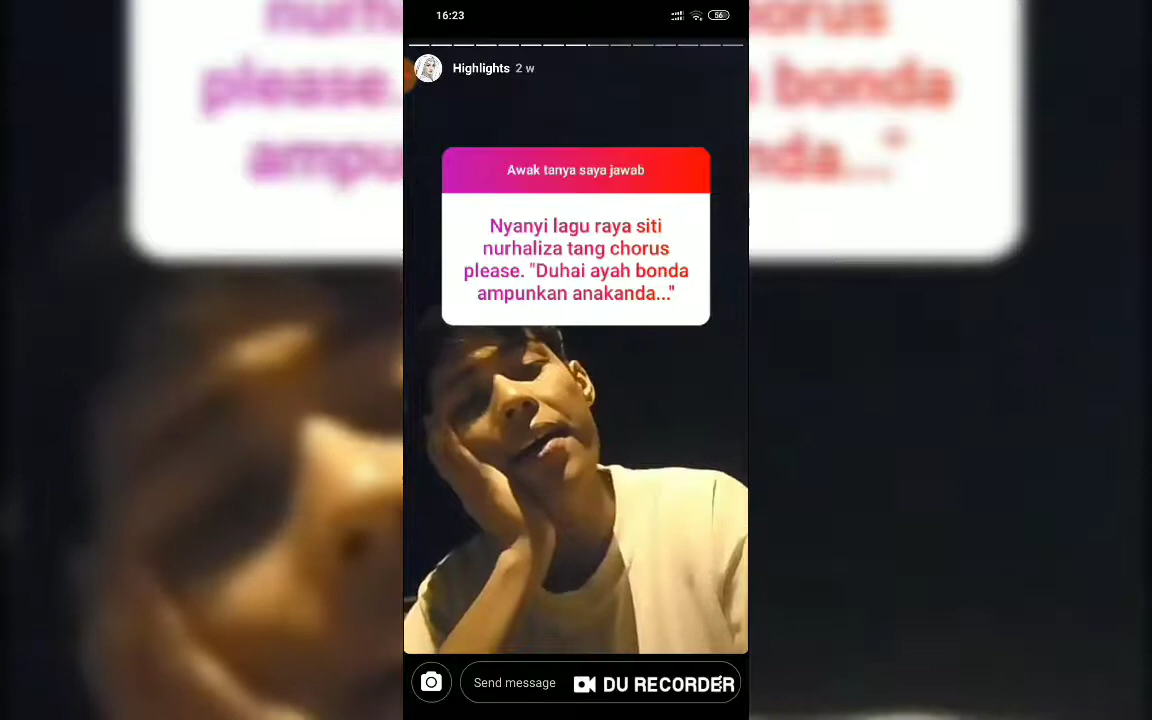 16:23
56
Highlights 2 w
Awak tanya saya jawab
Nyanyi lagu raya siti
nurhaliza tang chorus
please. "Duhai ayah bonda
ampunkan anakanda..."
Send message
DU RECORDER